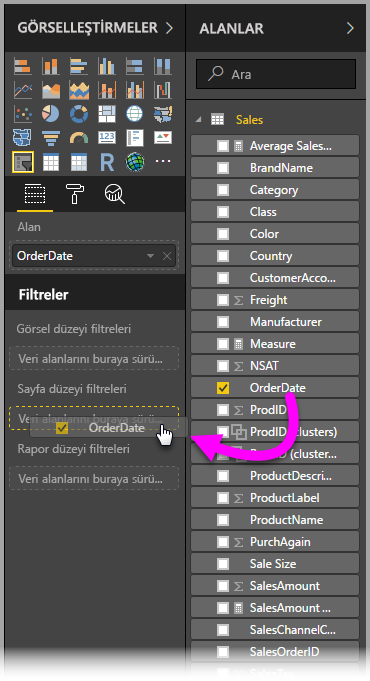 GÖRSELLEŞTİRMELER
123
R
Alan
OrderDate
Filtreler
Görsel düzeyi filtreleri
Veri alanlarını buraya sürü...
Sayfa düzeyi filtreleri
Veri alanlarını buraya sürü...
OrderDate
Rapor düzeyi filtreleri
Veri alanlarını buraya sürü...
ALANLAR
Ara
Sales
Average Sales...
BrandName
Category
Class
Color
Country
CustomerAcco...
Freight
Manufacturer
Measure
NSAT
OrderDate
ProdID
ProdID (clusters)
(cluster...
ProductDescri...
ProductLabel
ProductName
PurchAgain
Sale Size
SalesAmount
SalesAmount ...
SalesChannelC...
SalesOrderID